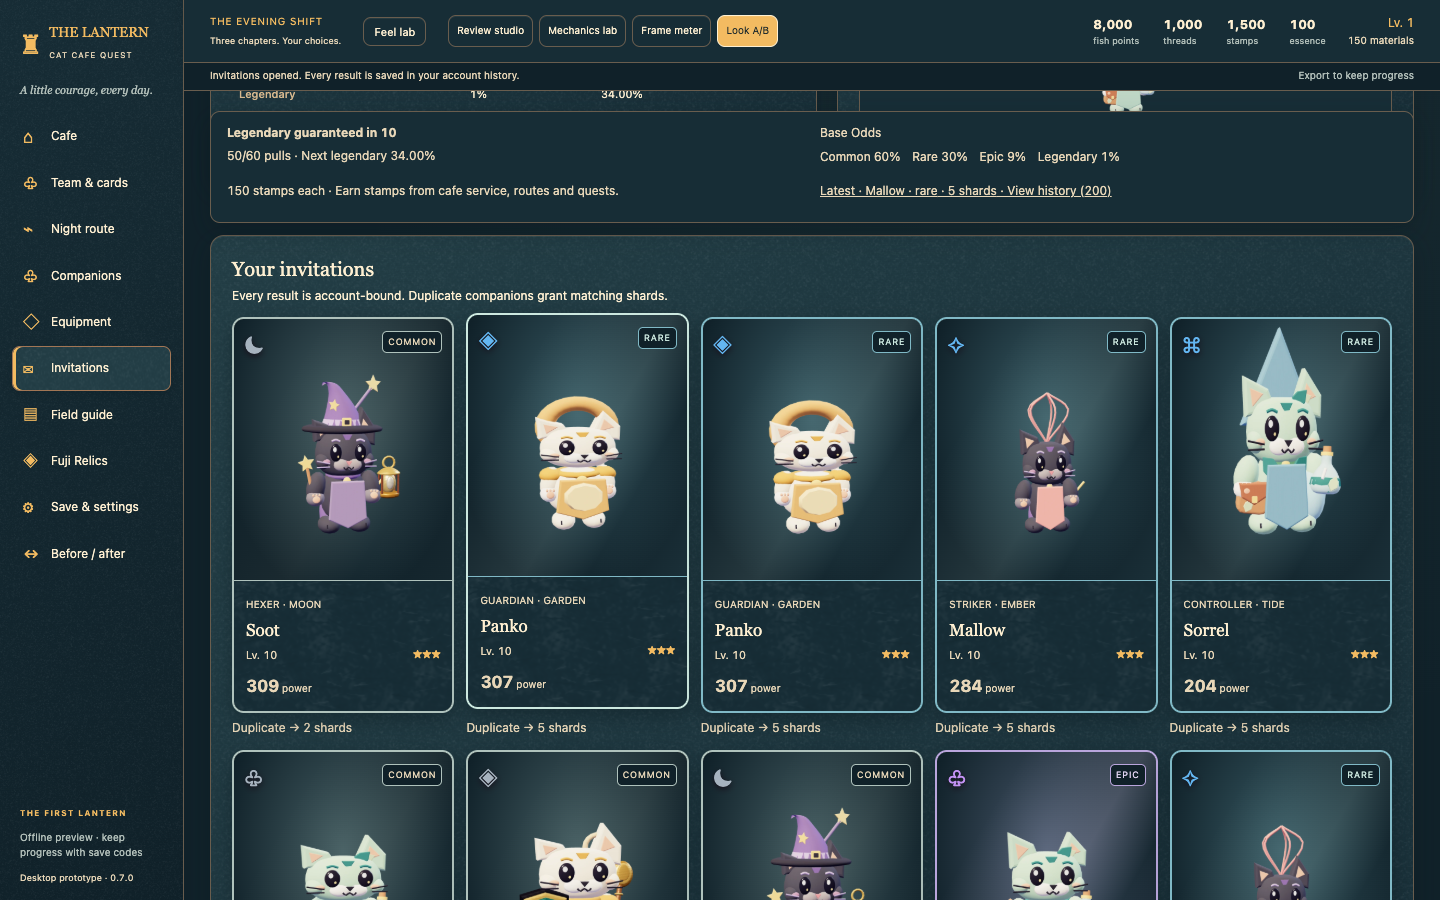 THE LANTERN
CAT CAFE QUEST
A little courage, every day.
Cafe
Team & cards
Night route
Companions
Equipment
Invitations
Field guide
Fuji Relics
Save & settings
Before / after
THE FIRST LANTERN
Offline preview · keep
progress with save codes
Desktop prototype · 0.7.0
THE EVENING SHIFT
Three chapters. Your choices.
Feel lab
Review studio
Mechanics lab
Frame meter
Look A/B
8,000
fish points
1,000
threads
1,500
stamps
100
essence
Lv. 1
150 materials
Invitations opened. Every result is saved in your account history.
Export to keep progress
Legendary 1% 34.00%
Legendary guaranteed in 10
50/60 pulls · Next legendary 34.00%
150 stamps each · Earn stamps from cafe service, routes and quests.
Base Odds
Common 60% Rare 30% Epic 9% Legendary 1%
Latest · Mallow · rare · 5 shards · View history (200)
Your invitations
Every result is account-bound. Duplicate companions grant matching shards.
COMMON
HEXER · MOON
Soot
Lv. 10
309 power
Duplicate → 2 shards
RARE
GUARDIAN · GARDEN
Panko
Lv. 10
307 power
Duplicate → 5 shards
RARE
GUARDIAN · GARDEN
Panko
Lv. 10
307 power
Duplicate → 5 shards
RARE
STRIKER · EMBER
Mallow
Lv. 10
284 power
Duplicate → 5 shards
RARE
CONTROLLER · TIDE
Sorrel
Lv. 10
204 power
Duplicate → 5 shards
COMMON
COMMON
COMMON
EPIC
RARE